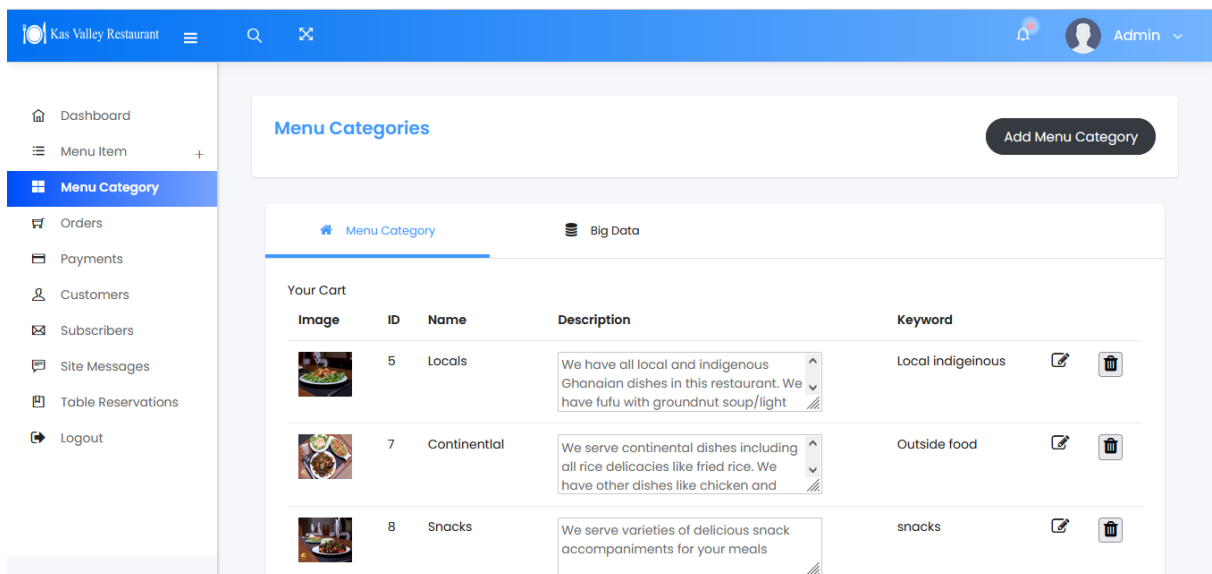 Kas Valley Restaurant
Admin
Dashboard
Menu Item +
Menu Category
Orders
Payments
Customers
Subscribers
Site Messages
Table Reservations
Logout
Menu Categories
Add Menu Category
Menu Category Big Data
Your Cart
Image ID Name Description Keyword
5 Locals We have all local and indigenous Local indigeinous
Ghanaian dishes in this restaurant. We
have fufu with groundnut soup/light
7 Continentlal We serve continental dishes including Outside food
all rice delicacies like fried rice. We
have other dishes like chicken and
8 Snacks We serve varieties of delicious snack snacks
accompaniments for your meals